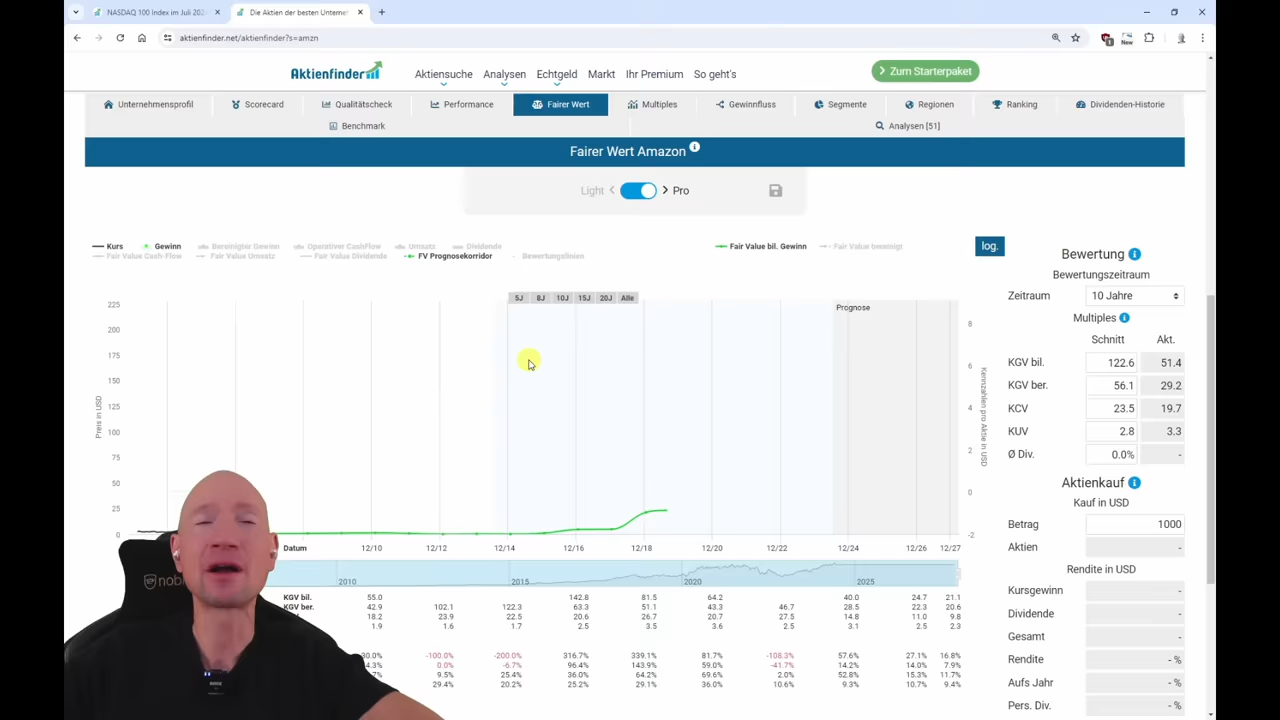 NASDAQ 100 Index im Juli 202
Die Aktien der besten Unterneh
aktienfinder.net/aktienfinder?s=amzn
New
Aktienfinder
Aktiensuche Analysen Echtgeld Markt Ihr Premium So geht's
Zum Starterpaket
Unternehmensprofil Scorecard Qualitätscheck Performance Fairer Wert Multiples Gewinnfluss Segmente Regionen Ranking Dividenden-Historie
Benchmark Analysen [51]
Fairer Wert Amazon
Light Pro
Kurs Gewinn Bereinigter Gewinn Operativer CashFlow Umsatz Dividende Fair Value bil. Gewinn Fair Value bereinigt
Fair Value Cash-Flow Fair Value Umsatz Fair Value Dividende FV Prognosekorridor Bewertungslinien
log.
5J 8J 10J 15J 20J Alle
Prognose
225
200
175
150
125
100
75
50
25
0
Preis in USD
8
6
4
2
0
-2
Kennzahlen pro Aktie in USD
Datum 12/10 12/12 12/14 12/16 12/18 12/20 12/22 12/24 12/26 12/27
2010 2015 2020 2025
KGV bil. 55.0 142.8 81.5 64.2 40.0 24.7 21.1
KGV ber. 42.9 102.1 122.3 63.3 51.1 43.3 46.7 28.5 22.3 20.6
18.2 23.9 22.5 20.6 26.7 20.7 27.5 14.8 11.0 9.8
1.9 1.6 1.7 2.5 3.5 3.6 2.5 3.1 2.5 2.3
-100.0% -200.0% 316.7% 339.1% 81.7% -108.3% 57.6% 27.1% 16.8%
0.0% -6.7% 96.4% 143.9% 59.0% -41.7% 14.2% 14.0% 7.9%
9.5% 25.4% 36.0% 64.2% 69.6% 2.0% 52.8% 15.3% 11.7%
29.4% 20.2% 25.2% 29.1% 36.0% 10.6% 9.3% 10.7% 9.4%
Bewertung
Bewertungszeitraum
Zeitraum 10 Jahre
Multiples
Schnitt Akt.
KGV bil. 122.6 51.4
KGV ber. 56.1 29.2
KCV 23.5 19.7
KUV 2.8 3.3
Ø Div. 0.0% -
Aktienkauf
Kauf in USD
Betrag 1000
Aktien -
Rendite in USD
Kursgewinn -
Dividende -
Gesamt -
Rendite - %
Aufs Jahr - %
Pers. Div. - %